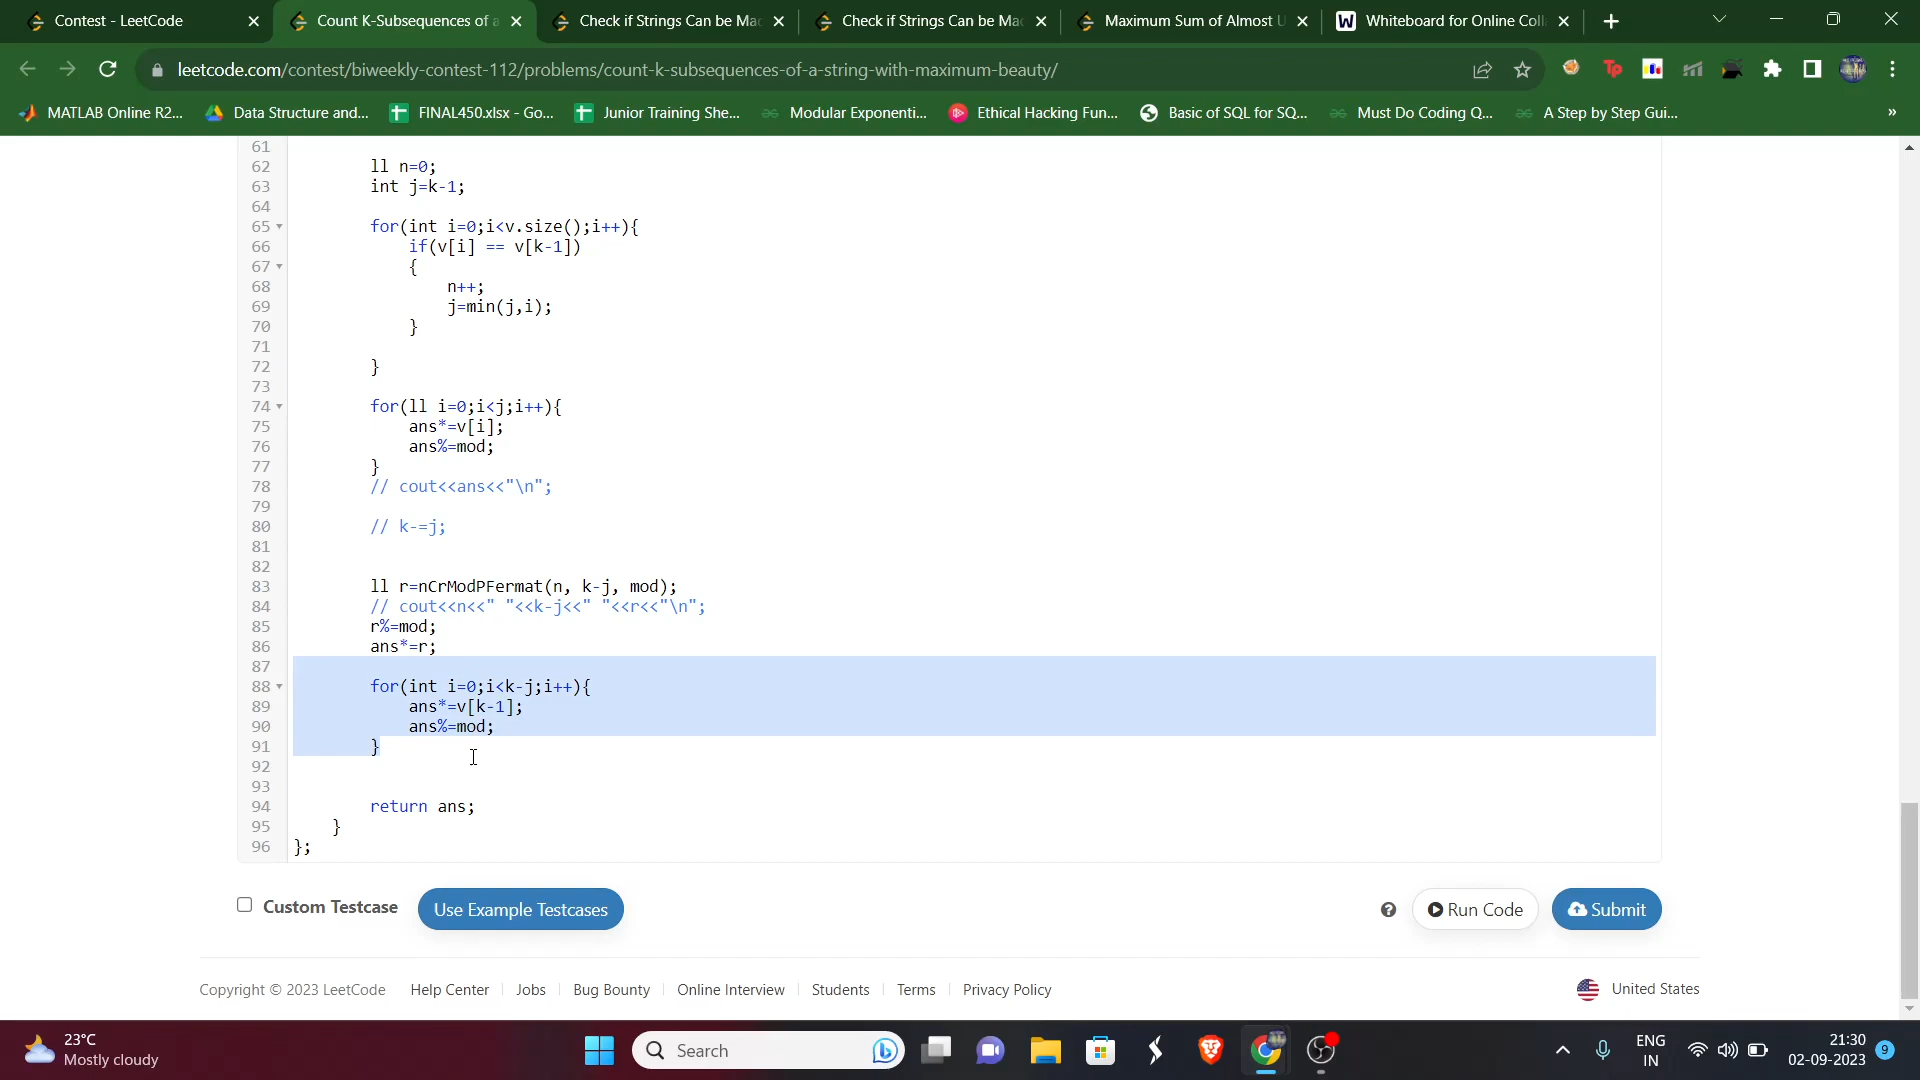 Contest - LeetCode
Count K-Subsequences of a
Check if Strings Can be Mac
Check if Strings Can be Mac
Maximum Sum of Almost U
Whiteboard for Online Coll
leetcode.com/contest/biweekly-contest-112/problems/count-k-subsequences-of-a-string-with-maximum-beauty/
MATLAB Online R2...
Data Structure and...
FINAL450.xlsx - Go...
Junior Training She...
Modular Exponenti...
Ethical Hacking Fun...
Basic of SQL for SQ...
Must Do Coding Q...
A Step by Step Gui...
»
61
62 ll n=0;
63 int j=k-1;
64
65 for(int i=0;i<v.size();i++){
66 if(v[i] == v[k-1])
67 {
68 n++;
69 j=min(j,i);
70 }
71
72 }
73
74 for(ll i=0;i<j;i++){
75 ans*=v[i];
76 ans%=mod;
77 }
78 // cout<<ans<<"\n";
79
80 // k-=j;
81
82
83 ll r=nCrModPFermat(n, k-j, mod);
84 // cout<<n<<" "<<k-j<<" "<<r<<"\n";
85 r%=mod;
86 ans*=r;
87
88 for(int i=0;i<k-j;i++){
89 ans*=v[k-1];
90 ans%=mod;
91 }
92
93
94 return ans;
95 }
96 };
Custom Testcase
Use Example Testcases
Run Code
Submit
Copyright © 2023 LeetCode
Help Center
Jobs
Bug Bounty
Online Interview
Students
Terms
Privacy Policy
United States
23°C
Mostly cloudy
Search
ENG
IN
21:30
02-09-2023
9